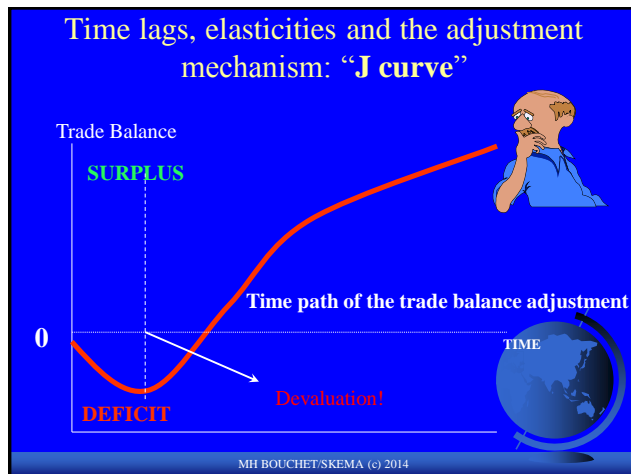 Time lags, elasticities and the adjustment
mechanism: “J curve”
Trade Balance
SURPLUS
Time path of the trade balance adjustment
0
TIME
Devaluation!
DEFICIT
MH BOUCHET/SKEMA (c) 2014